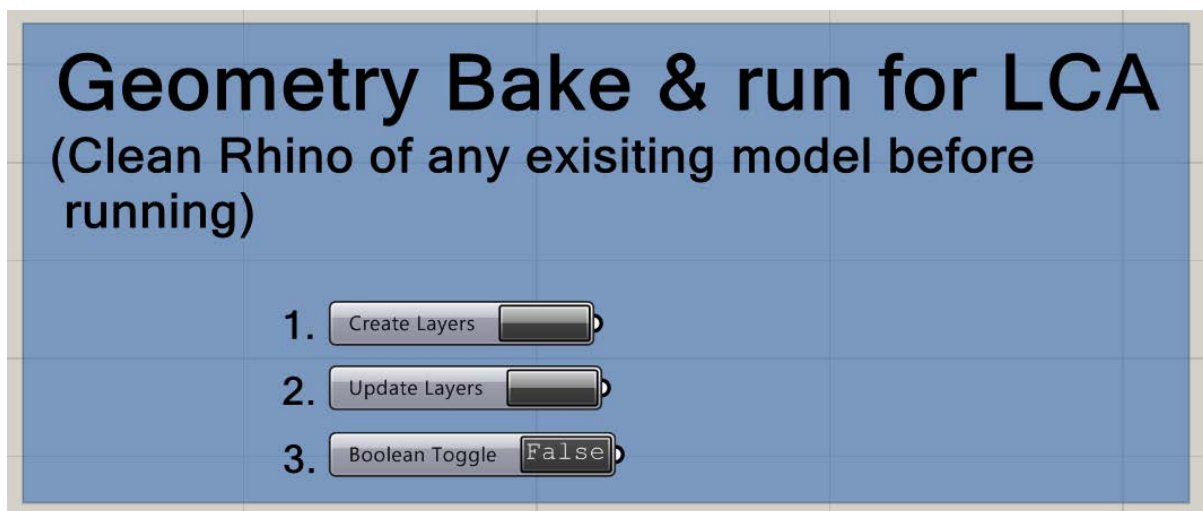 Geometry Bake & run for LCA
(Clean Rhino of any exisiting model before
running)
1. Create Layers
2. Update Layers
3. Boolean Toggle False